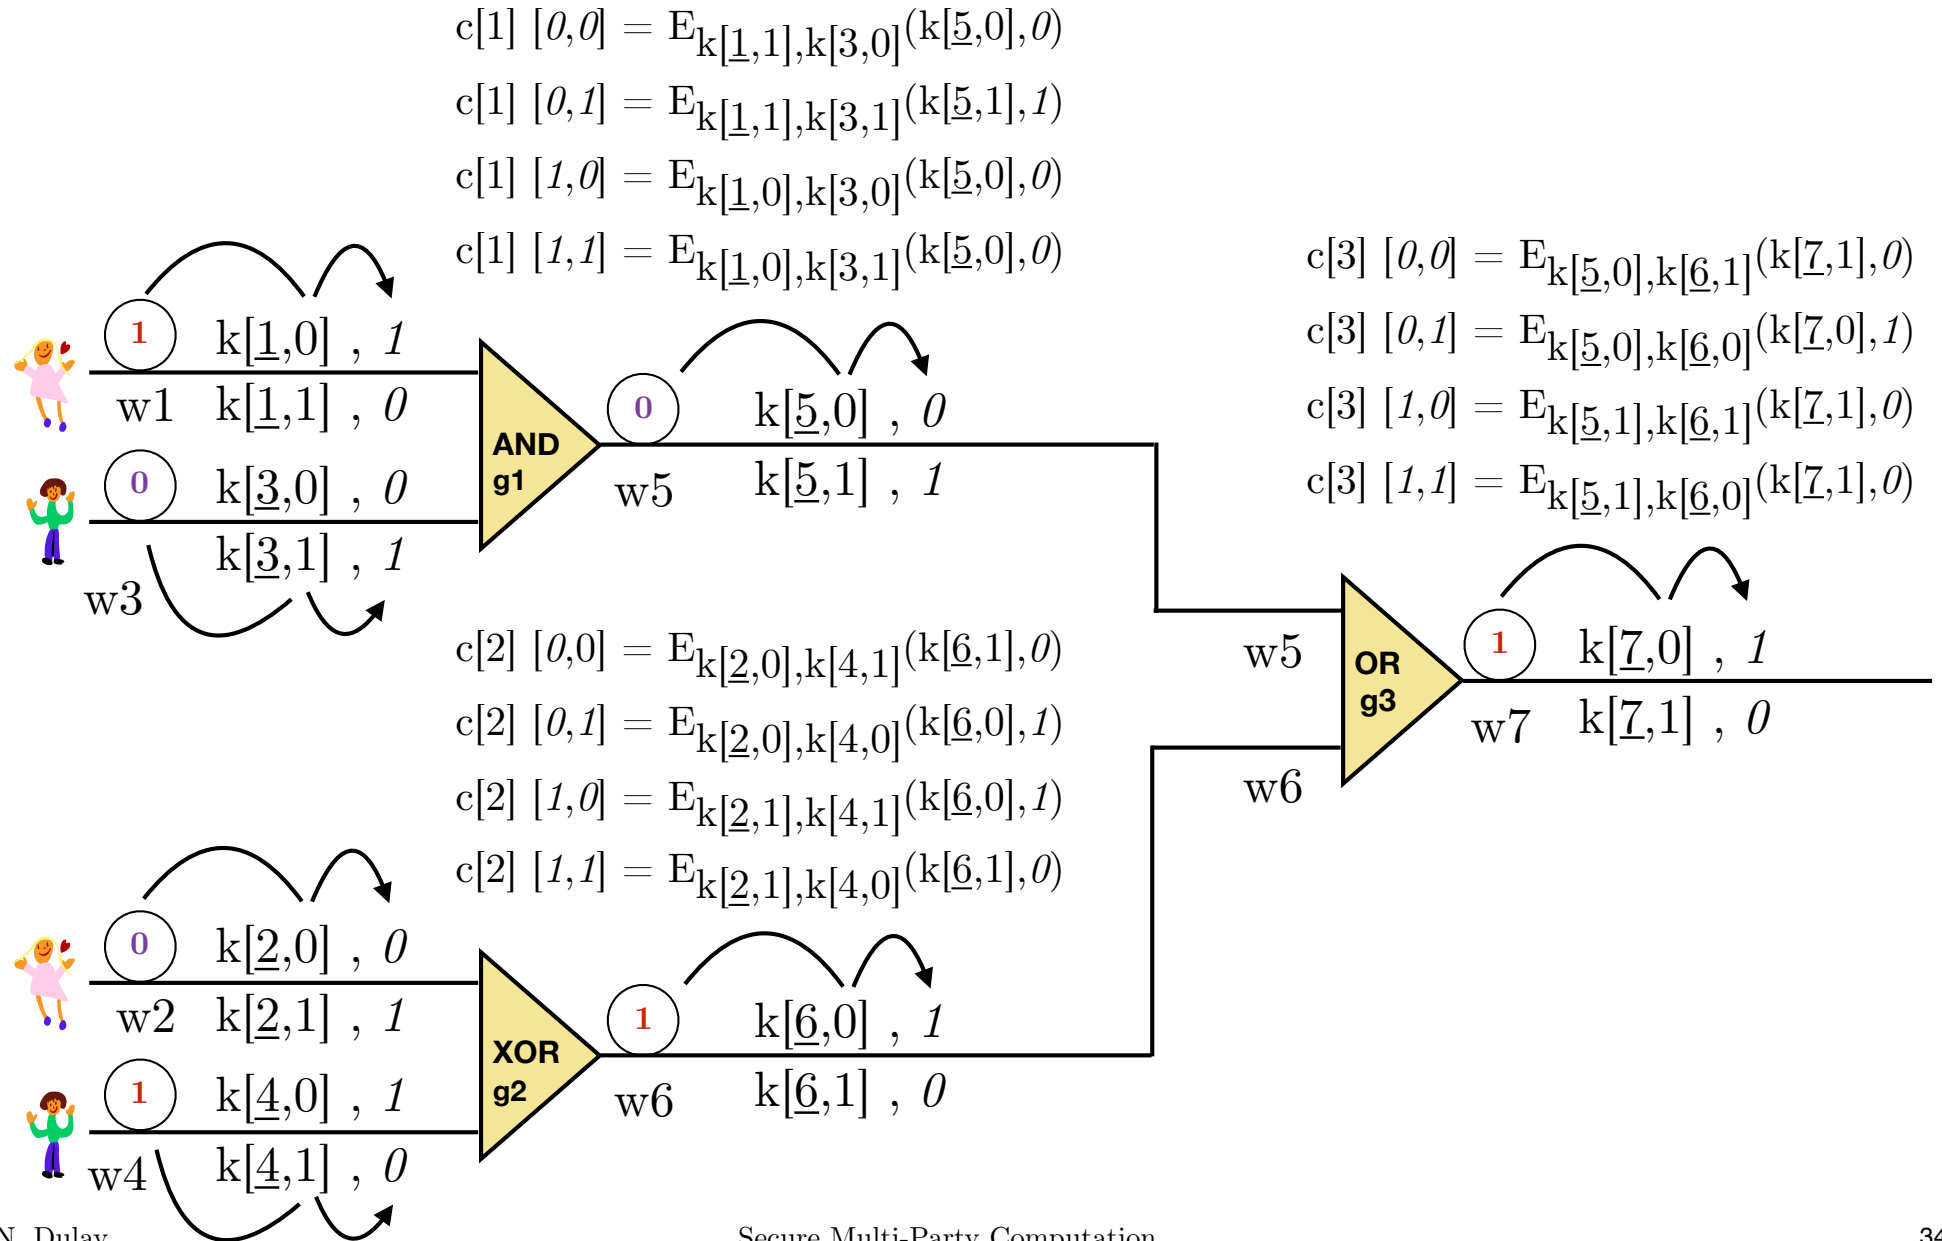 c[1] [0,0] = E k[1,1],k[3,0] (k[5,0],0)
c[1] [0,1] = E k[1,1],k[3,1] (k[5,1],1)
c[1] [1,0] = E k[1,0],k[3,0] (k[5,0],0)
c[1] [1,1] = E k[1,0],k[3,1] (k[5,0],0)
c[3] [0,0] = E k[5,0],k[6,1] (k[7,1],0)
c[3] [0,1] = E k[5,0],k[6,0] (k[7,0],1)
c[3] [1,0] = E k[5,1],k[6,1] (k[7,1],0)
c[3] [1,1] = E k[5,1],k[6,0] (k[7,1],0)
1 k[1,0] , 1
w1 k[1,1] , 0
0 k[3,0] , 0
k[3,1] , 1
w3
AND
g1
0 k[5,0] , 0
w5 k[5,1] , 1
c[2] [0,0] = E k[2,0],k[4,1] (k[6,1],0)
c[2] [0,1] = E k[2,0],k[4,0] (k[6,0],1)
c[2] [1,0] = E k[2,1],k[4,1] (k[6,0],1)
c[2] [1,1] = E k[2,1],k[4,0] (k[6,1],0)
w5
w6
OR
g3
1 k[7,0] , 1
w7 k[7,1] , 0
0 k[2,0] , 0
w2 k[2,1] , 1
1 k[4,0] , 1
w4 k[4,1] , 0
XOR
g2
1 k[6,0] , 1
w6 k[6,1] , 0
N. Dulay
Secure Multi-Party Computation
34